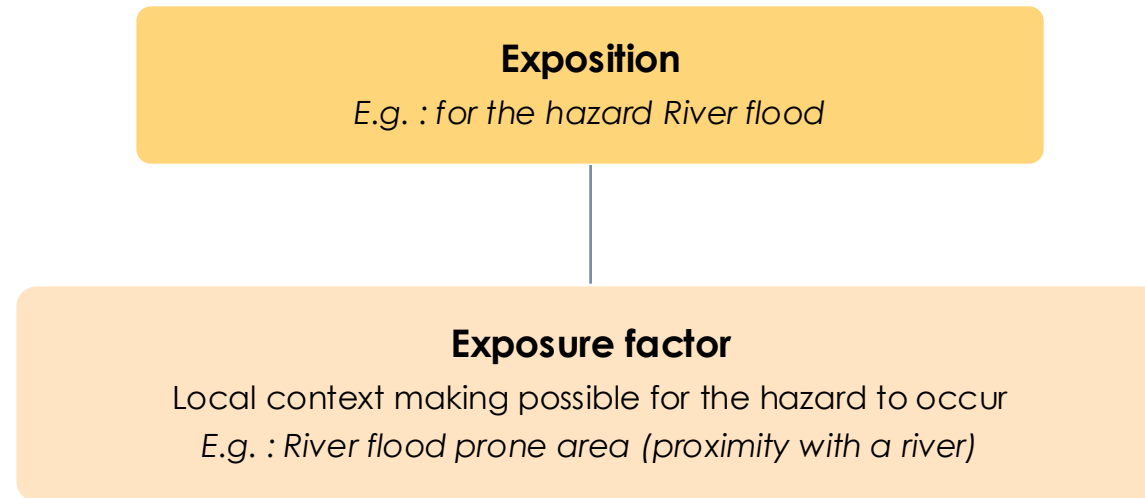 Exposition
E.g. : for the hazard River flood
Exposure factor
Local context making possible for the hazard to occur
E.g. : River flood prone area (proximity with a river)